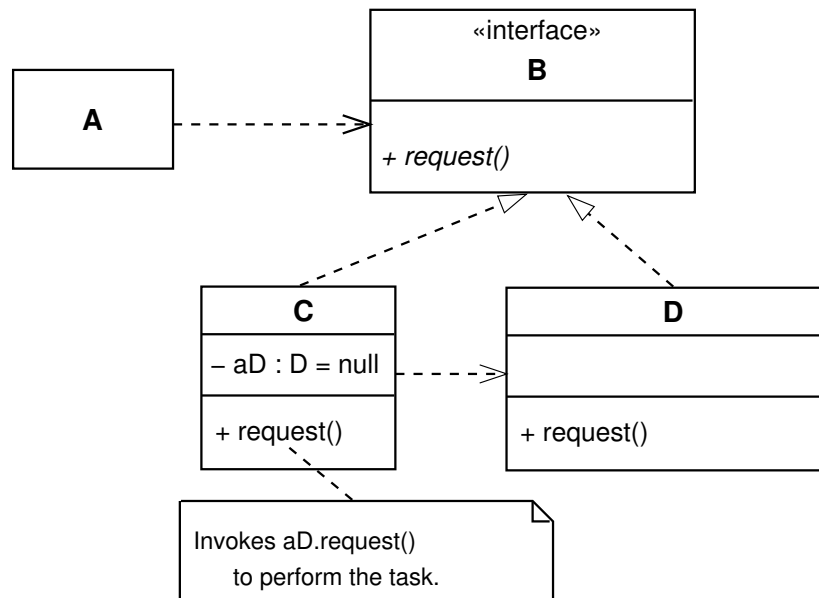 «interface»
B
A
+ request()
C
D
– aD : D = null
+ request()
+ request()
Invokes aD.request()
to perform the task.